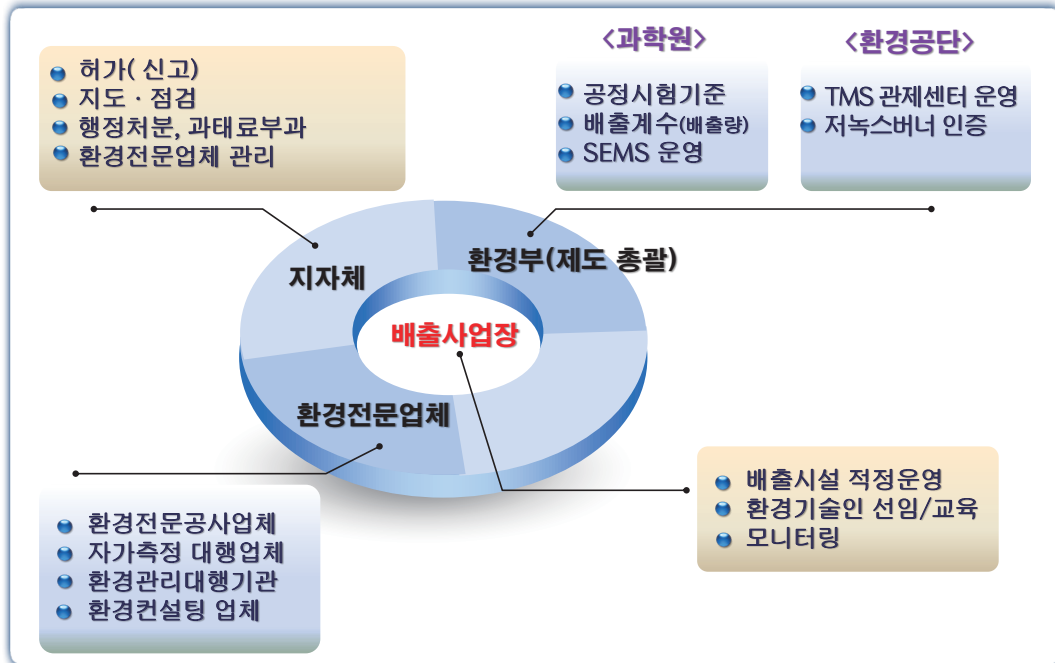 허가( 신고)
지도 · 점검
행정처분, 과태료부과
환경전문업체 관리
<과학원>
공정시험기준
배출계수(배출량)
SEMS 운영
<환경공단>
TMS 관제센터 운영
저녹스버너 인증
지자체
환경부(제도 총괄)
배출사업장
환경전문업체
환경전문공사업체
자가측정 대행업체
환경관리대행기관
환경컨설팅 업체
배출시설 적정운영
환경기술인 선임/교육
모니터링